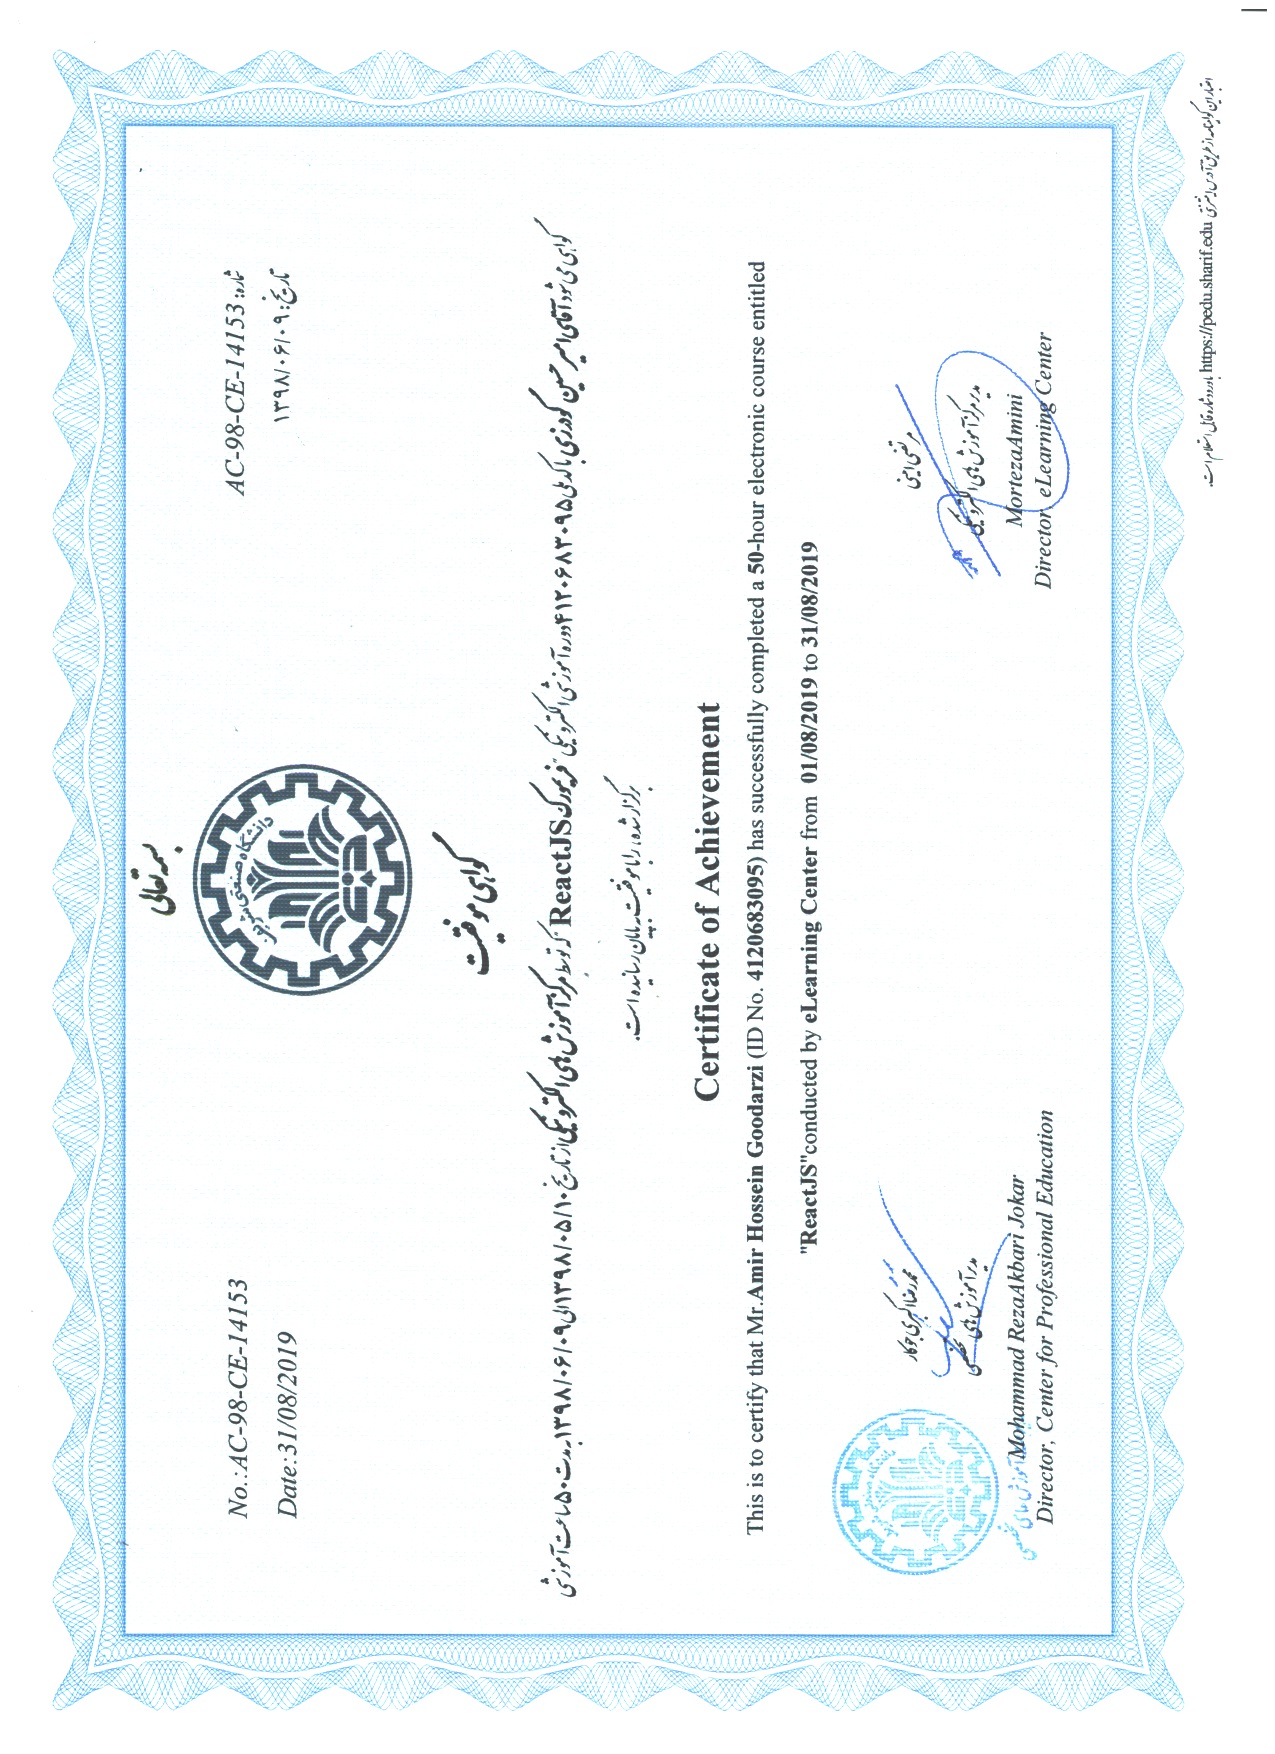 بسمه تعالی
دانشگاه صنعتی شریف
No.:AC-98-CE-14153
Date:31/08/2019
شماره: AC-98-CE-14153
تاریخ: ۱۳۹۸/۰۶/۰۹
گواهی موفقیت
گواهی می شود آقای امیر حسین گودرزی با کد ملی ۴۱۲۰۶۸۳۰۹۵ دوره آموزشی الکترونیکی "فریمورک ReactJS" که توسط مرکز آموزش های الکترونیکی از تاریخ ۱۳۹۸/۰۵/۱۰ الی ۱۳۹۸/۰۶/۰۹ به مدت ۵۰ ساعت آموزشی
برگزار شده، را با موفقیت به پایان رسانیده است.
Certificate of Achievement
This is to certify that Mr.Amir Hossein Goodarzi (ID No. 4120683095) has successfully completed a 50-hour electronic course entitled
"ReactJS"conducted by eLearning Center from 01/08/2019 to 31/08/2019
محمدرضا اکبری جوکار
مدیر آموزش های تخصصی
Mohammad RezaAkbari Jokar
Director, Center for Professional Education
مرتضی امینی
مدیر مرکز آموزش های الکترونیکی
MortezaAmini
Director, eLearning Center
آموزش های تخصصی
اعتبار این گواهینامه از طریق آدرس اینترنتی https://pedu.sharif.edu با ورود شماره قابل استعلام است.